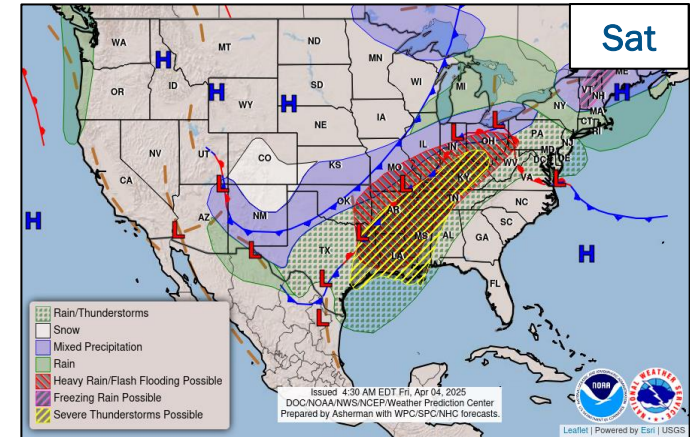 Sat
WA
MT
ND
MN
ME
OR
ID
WY
SD
WI
MI
VT
NH
NY
MA
CT
RI
NE
IA
PA
NJ
NV
UT
CO
KS
MO
IL
IN
OH
WV
MD
DE
DC
VA
CA
AZ
NM
OK
AR
KY
TN
NC
SC
TX
LA
MS
AL
GA
FL
H
H
H
H
H
H
L
L
L
L
L
L
L
L
L
L
Rain/Thunderstorms
Snow
Mixed Precipitation
Rain
Heavy Rain/Flash Flooding Possible
Freezing Rain Possible
Severe Thunderstorms Possible
Issued 4:30 AM EDT Fri, Apr 04, 2025
DOC/NOAA/NWS/NCEP/Weather Prediction Center
Prepared by Asherman with WPC/SPC/NHC forecasts.
NOAA
NATIONAL WEATHER SERVICE
Leaflet | Powered by Esri | USGS